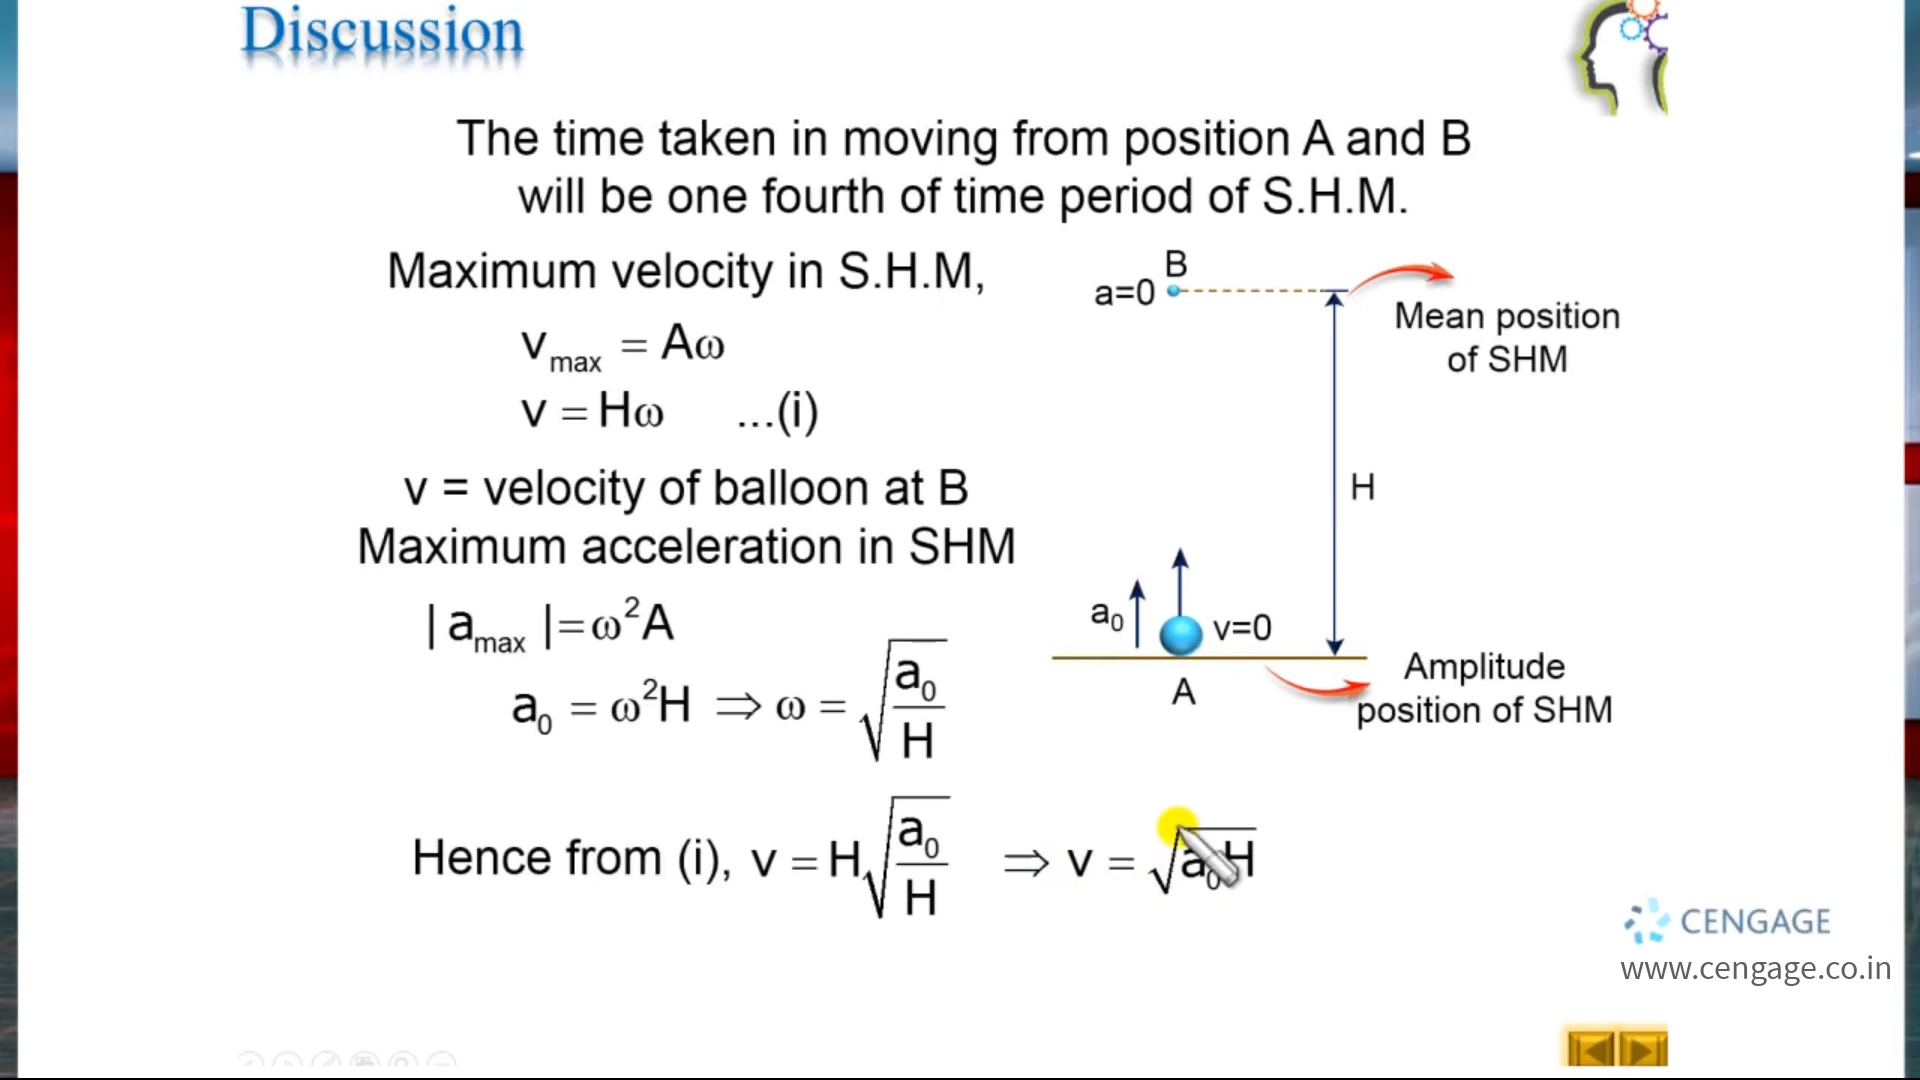 Discussion
The time taken in moving from position A and B
will be one fourth of time period of S.H.M.
Maximum velocity in S.H.M,
v_max = Aω
v = Hω ...(i)
v = velocity of balloon at B
Maximum acceleration in SHM
|a_max|=ω²A
a₀ = ω²H ⇒ ω = √(a₀/H)
Hence from (i), v = H√(a₀/H) ⇒ v = √(a₀H)
B
a=0
Mean position
of SHM
H
a₀
v=0
A
Amplitude
position of SHM
CENGAGE
www.cengage.co.in